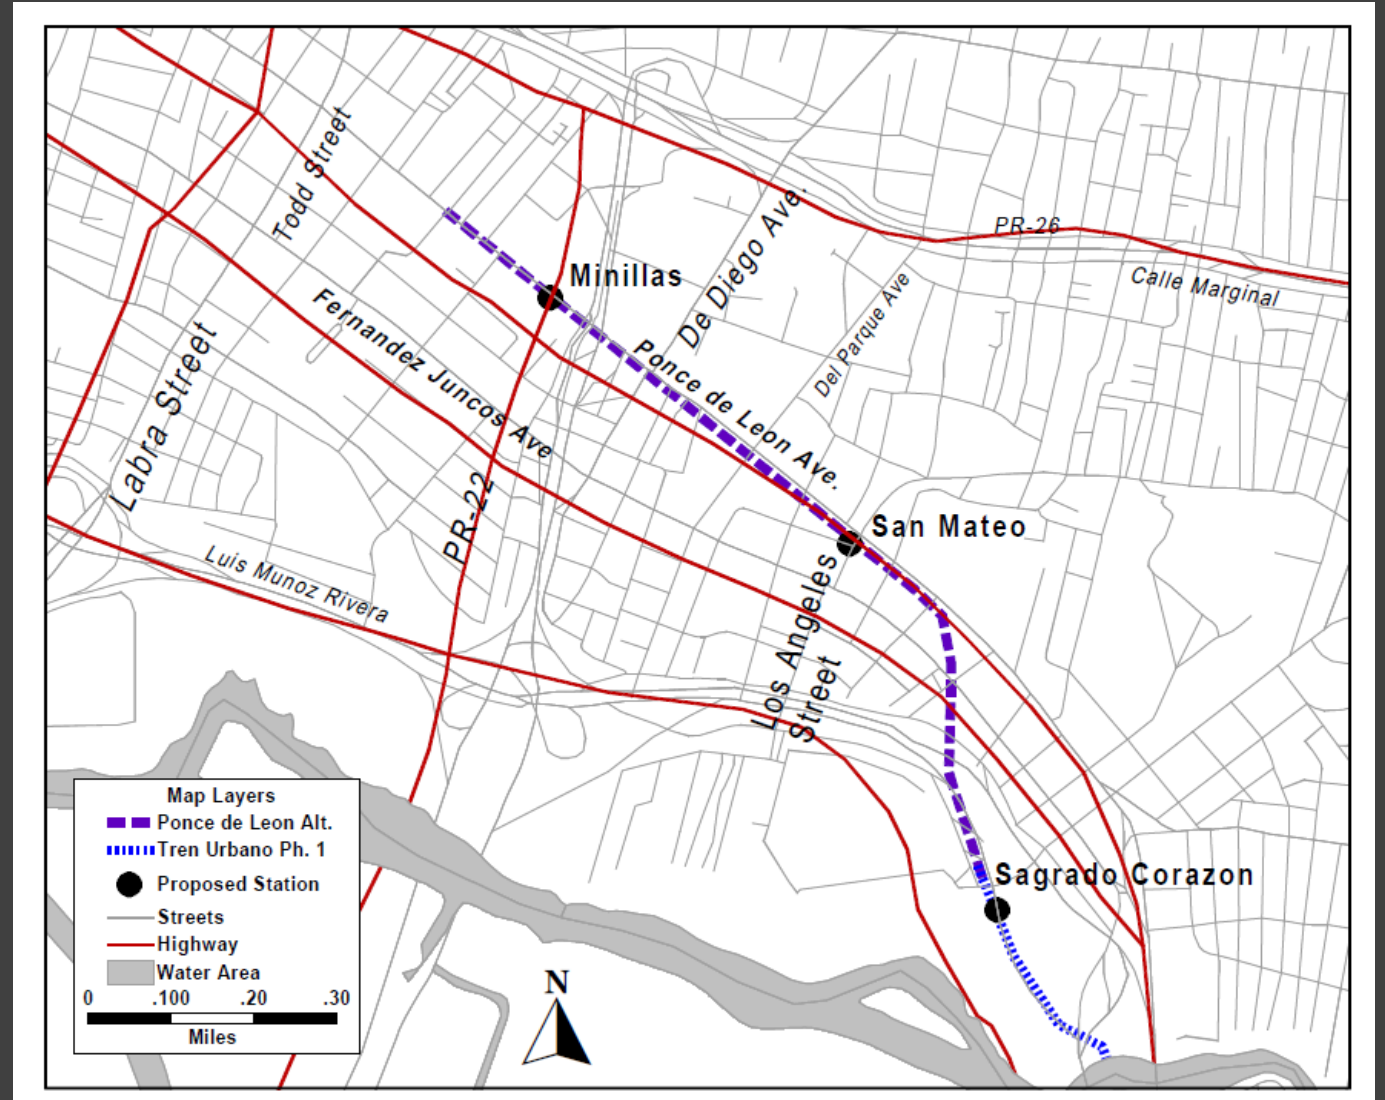 Todd Street
PR-26
Calle Marginal
Minillas
De Diego Ave.
Del Parque Ave
Fernandez Juncos Ave
Ponce de Leon Ave.
Labra Street
PR-22
San Mateo
Luis Munoz Rivera
Los Angeles
Street
Sagrado Corazon
Map Layers
Ponce de Leon Alt.
Tren Urbano Ph. 1
Proposed Station
Streets
Highway
Water Area
0 .100 .20 .30
Miles
N